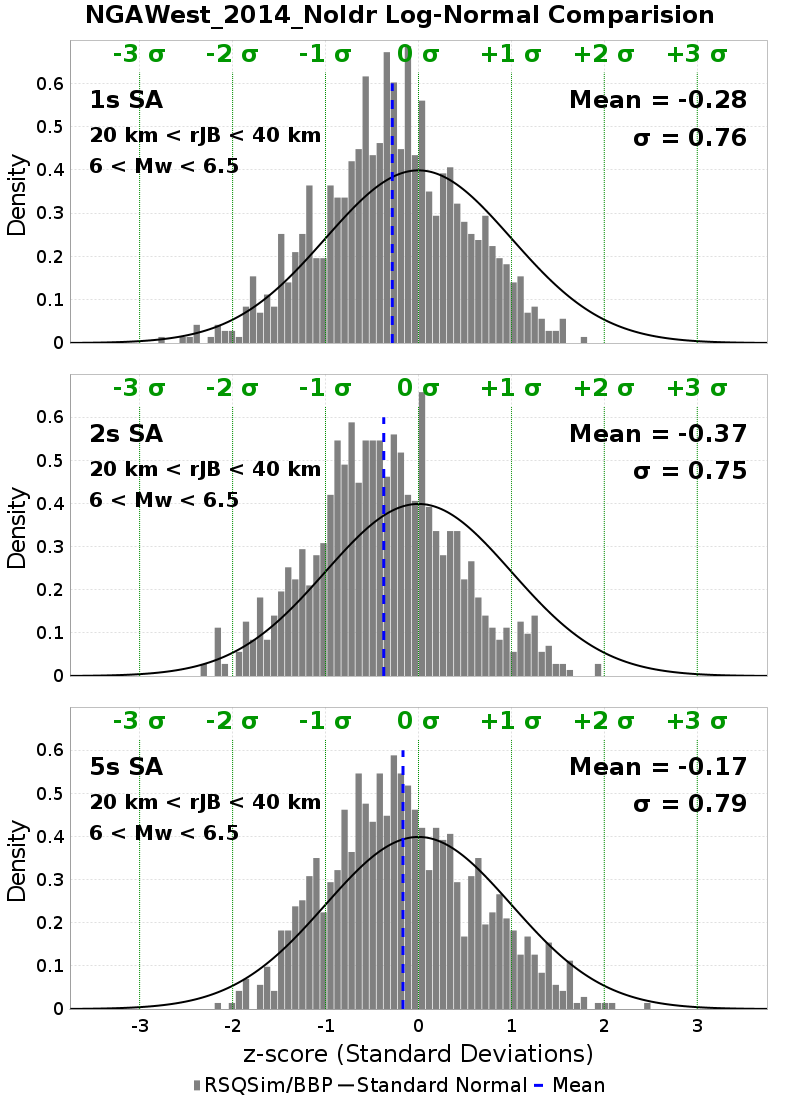 NGAWest_2014_NoIdr Log-Normal Comparision
-3 σ -2 σ -1 σ 0 σ +1 σ +2 σ +3 σ
1s SA Mean = -0.28
20 km < rJB < 40 km σ = 0.76
6 < Mw < 6.5
0.6
0.5
0.4
0.3
0.2
0.1
0
Density
-3 σ -2 σ -1 σ 0 σ +1 σ +2 σ +3 σ
2s SA Mean = -0.37
20 km < rJB < 40 km σ = 0.75
6 < Mw < 6.5
0.6
0.5
0.4
0.3
0.2
0.1
0
Density
-3 σ -2 σ -1 σ 0 σ +1 σ +2 σ +3 σ
5s SA Mean = -0.17
20 km < rJB < 40 km σ = 0.79
6 < Mw < 6.5
0.6
0.5
0.4
0.3
0.2
0.1
0
Density
-3 -2 -1 0 1 2 3
z-score (Standard Deviations)
RSQSim/BBP Standard Normal Mean